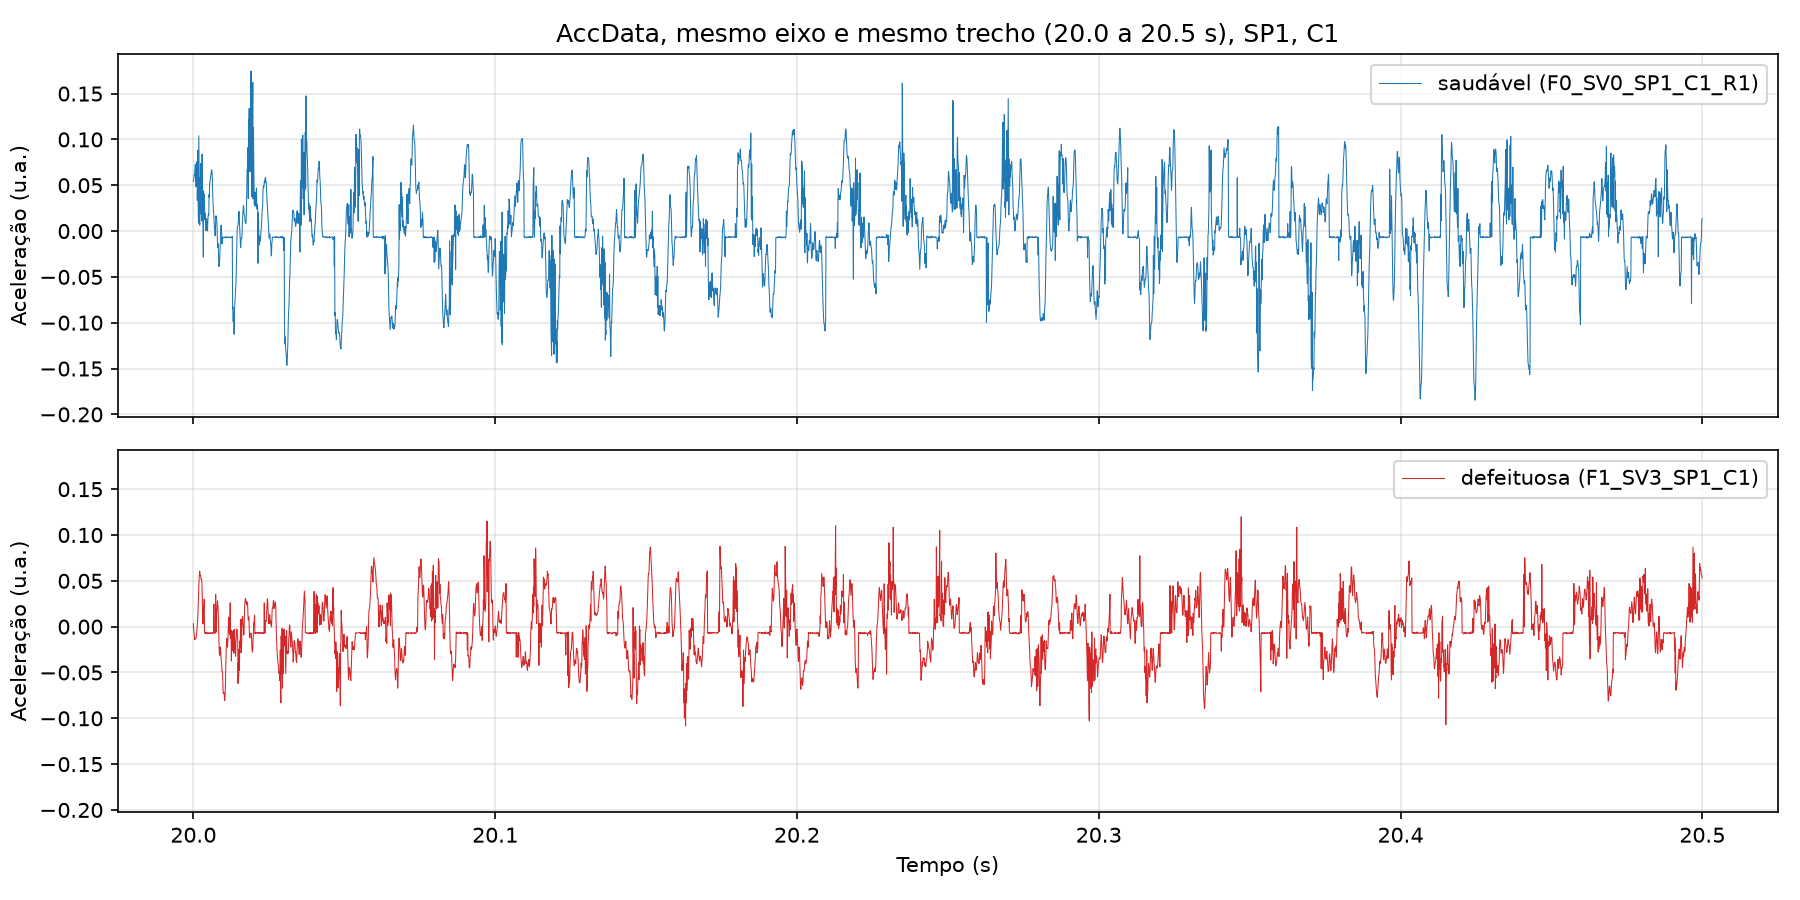 AccData, mesmo eixo e mesmo trecho (20.0 a 20.5 s), SP1, C1
saudável (F0_SV0_SP1_C1_R1)
Aceleração (u.a.)
0.15
0.10
0.05
0.00
−0.05
−0.10
−0.15
−0.20
defeituosa (F1_SV3_SP1_C1)
Aceleração (u.a.)
0.15
0.10
0.05
0.00
−0.05
−0.10
−0.15
−0.20
20.0 20.1 20.2 20.3 20.4 20.5
Tempo (s)